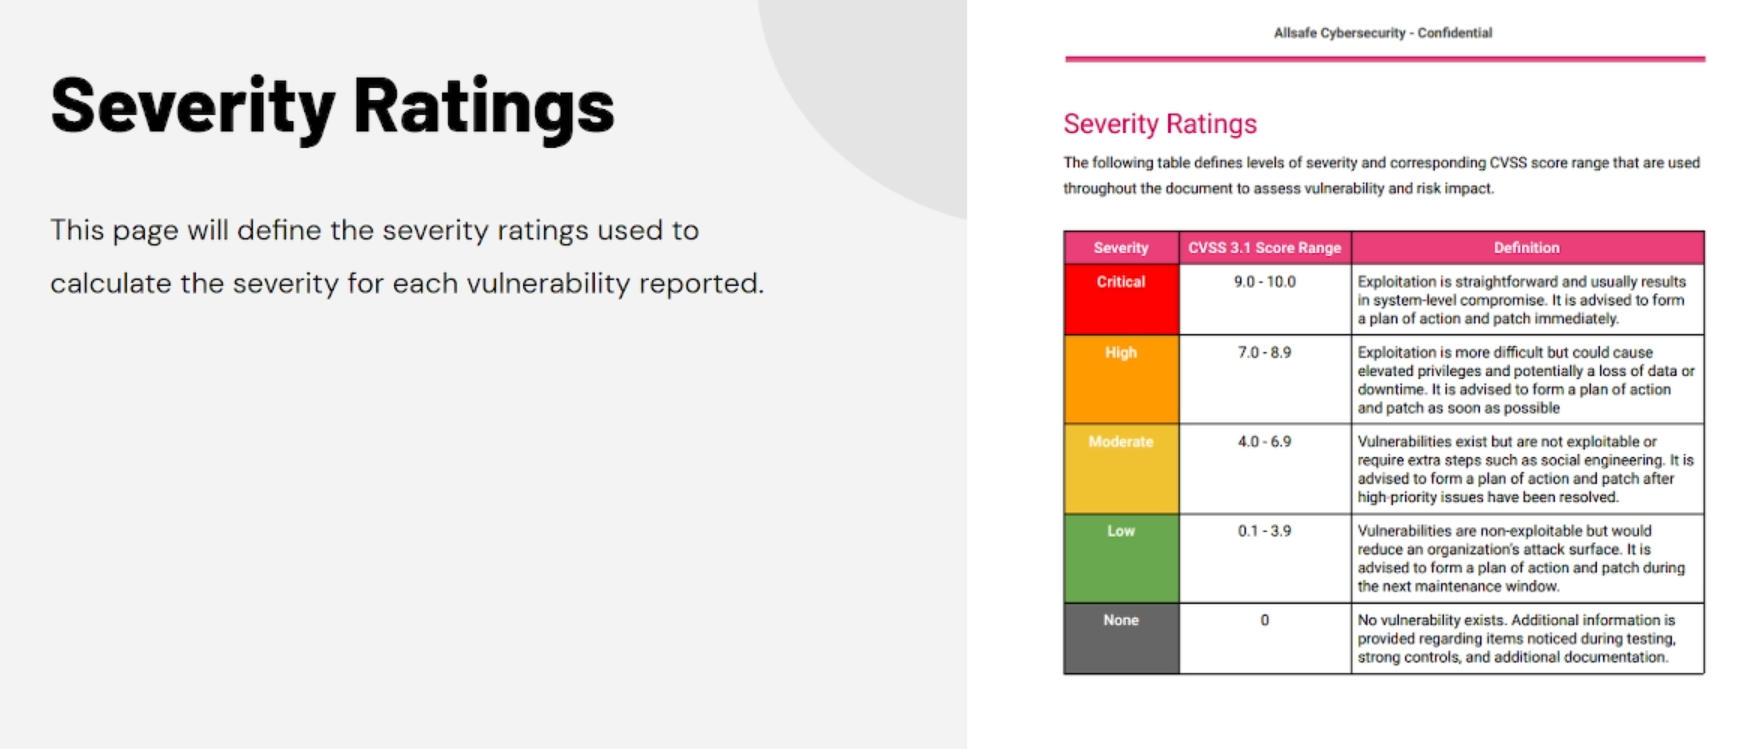 Severity Ratings
This page will define the severity ratings used to
calculate the severity for each vulnerability reported.
Allsafe Cybersecurity - Confidential
Severity Ratings
The following table defines levels of severity and corresponding CVSS score range that are used
throughout the document to assess vulnerability and risk impact.
Severity CVSS 3.1 Score Range Definition
Critical 9.0 - 10.0 Exploitation is straightforward and usually results
in system-level compromise. It is advised to form
a plan of action and patch immediately.
High 7.0 - 8.9 Exploitation is more difficult but could cause
elevated privileges and potentially a loss of data or
downtime. It is advised to form a plan of action
and patch as soon as possible
Moderate 4.0 - 6.9 Vulnerabilities exist but are not exploitable or
require extra steps such as social engineering. It is
advised to form a plan of action and patch after
high-priority issues have been resolved.
Low 0.1 - 3.9 Vulnerabilities are non-exploitable but would
reduce an organization's attack surface. It is
advised to form a plan of action and patch during
the next maintenance window.
None 0 No vulnerability exists. Additional information is
provided regarding items noticed during testing,
strong controls, and additional documentation.